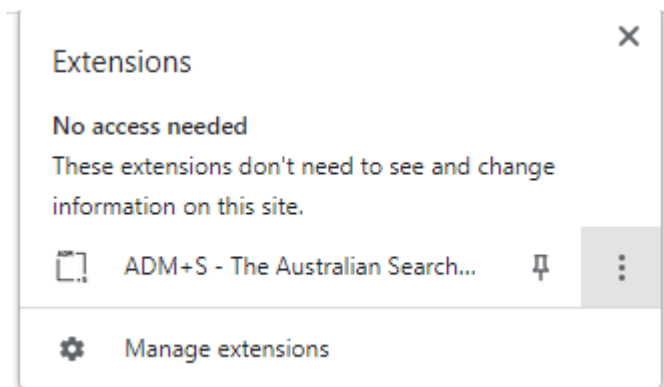 Extensions
No access needed
These extensions don't need to see and change
information on this site.
ADM+S - The Australian Search...
Manage extensions